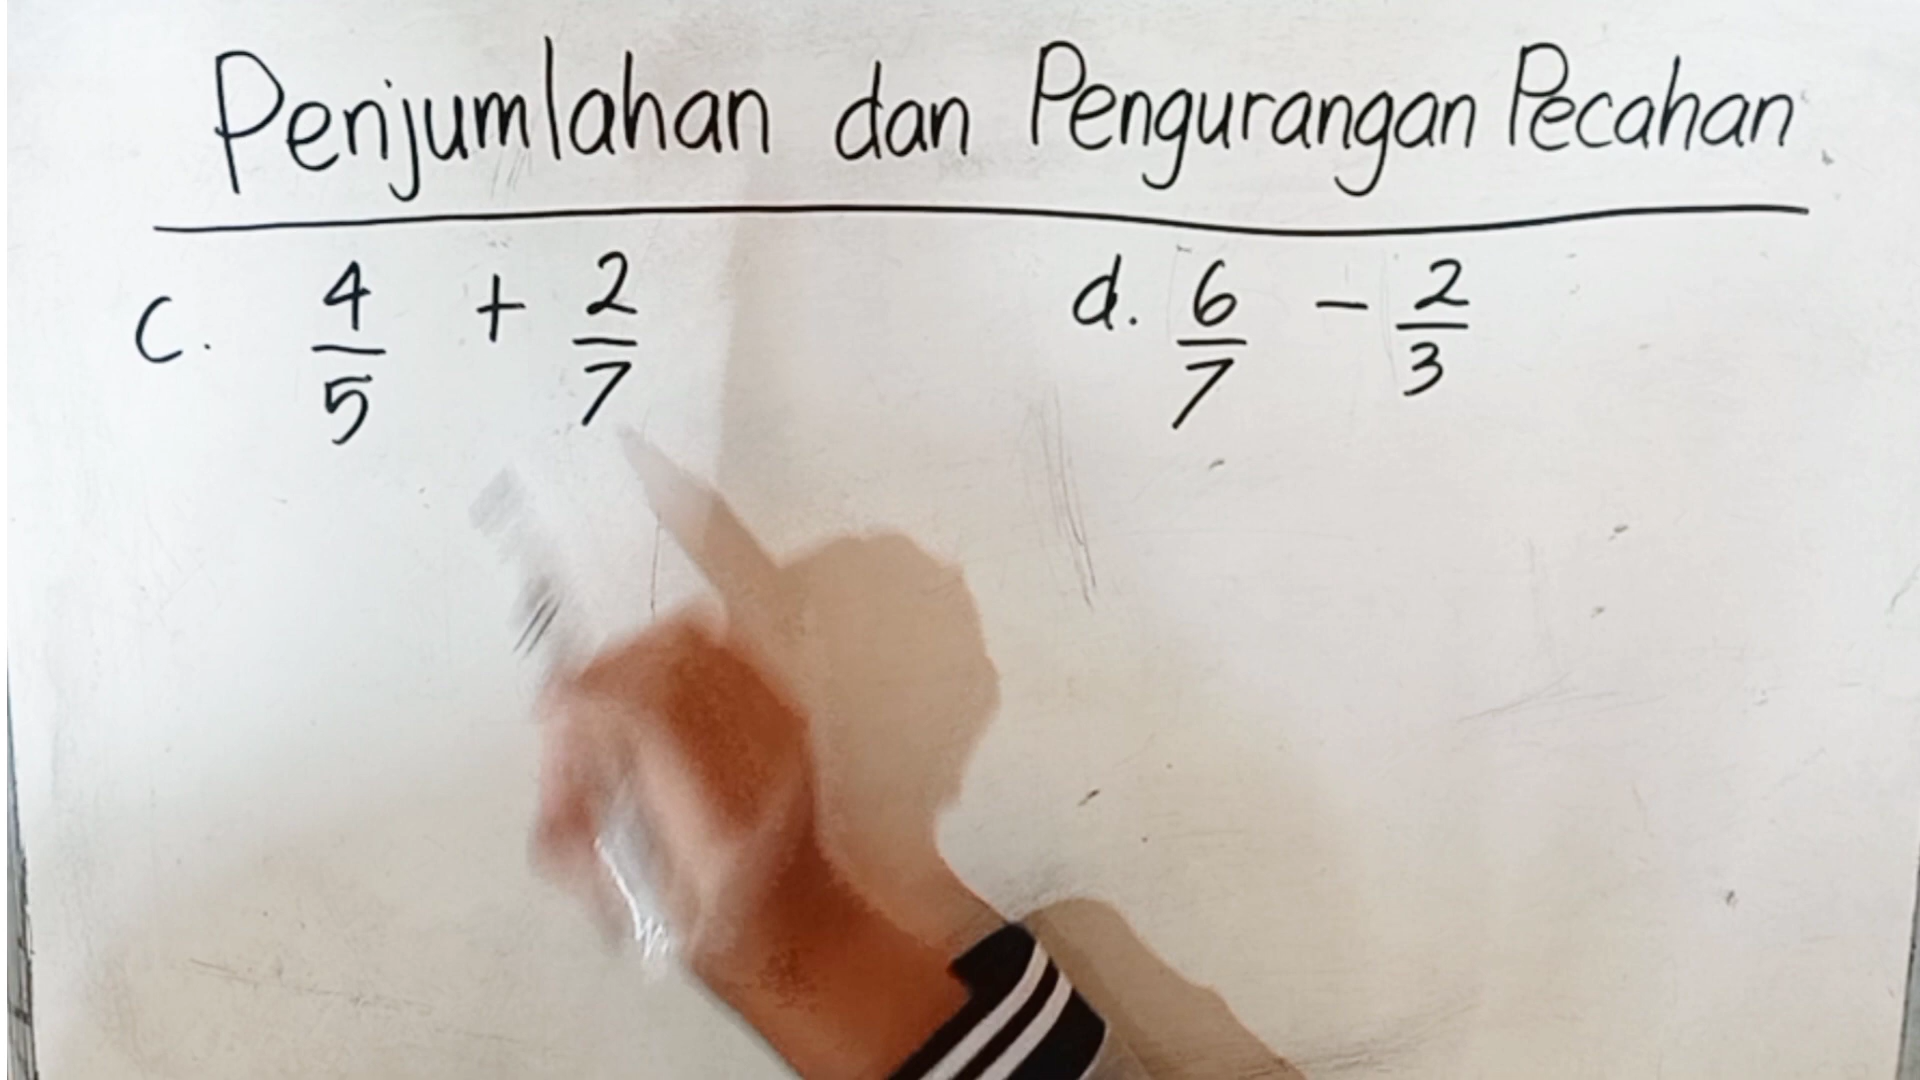 Penjumlahan dan Pengurangan Pecahan
c. 4/5 + 2/7
d. 6/7 - 2/3